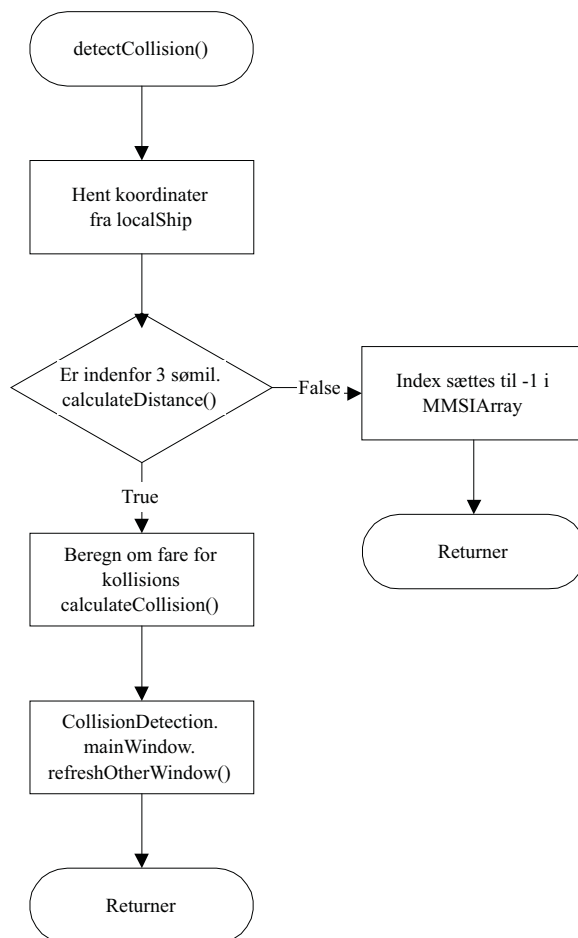 detectCollision()
Hent koordinater
fra localShip
Er indenfor 3 sømil.
calculateDistance()
False
Index sættes til -1 i
MMSIArray
True
Returner
Beregn om fare for
kollisions
calculateCollision()
CollisionDetection.
mainWindow.
refreshOtherWindow()
Returner